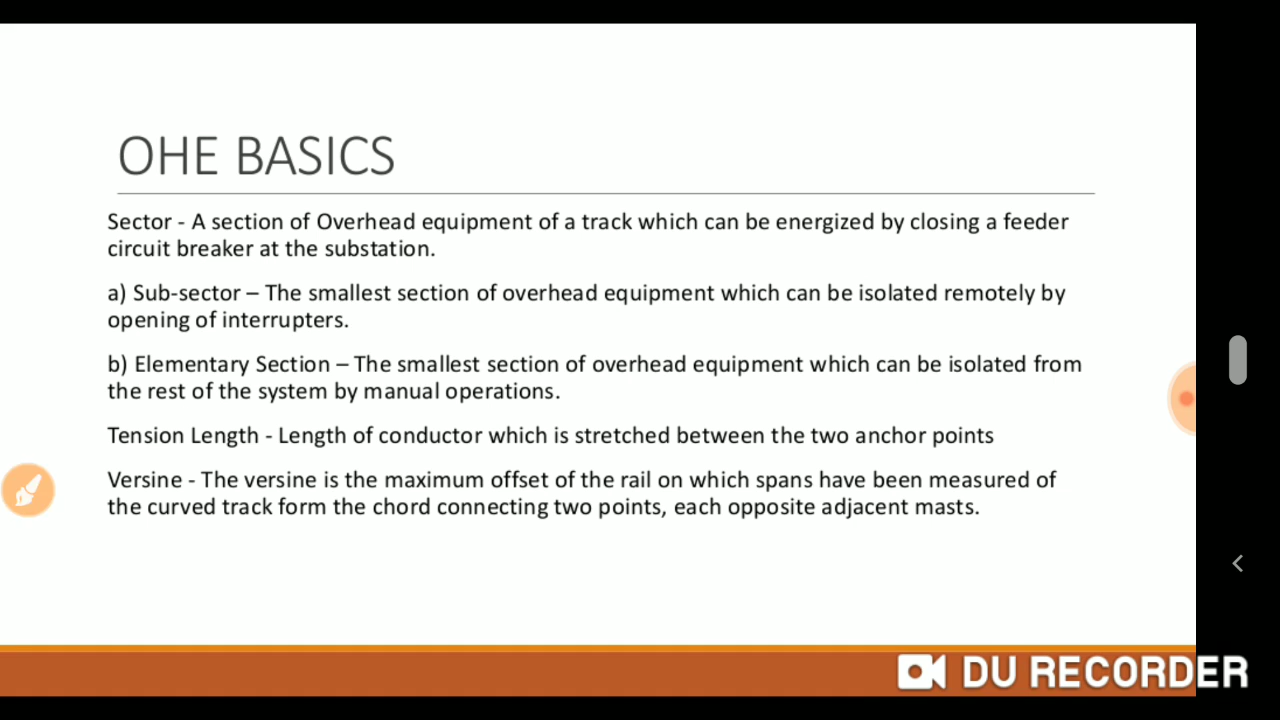 OHE BASICS
Sector - A section of Overhead equipment of a track which can be energized by closing a feeder
circuit breaker at the substation.
a) Sub-sector – The smallest section of overhead equipment which can be isolated remotely by
opening of interrupters.
b) Elementary Section – The smallest section of overhead equipment which can be isolated from
the rest of the system by manual operations.
Tension Length - Length of conductor which is stretched between the two anchor points
Versine - The versine is the maximum offset of the rail on which spans have been measured of
the curved track form the chord connecting two points, each opposite adjacent masts.
DU RECORDER